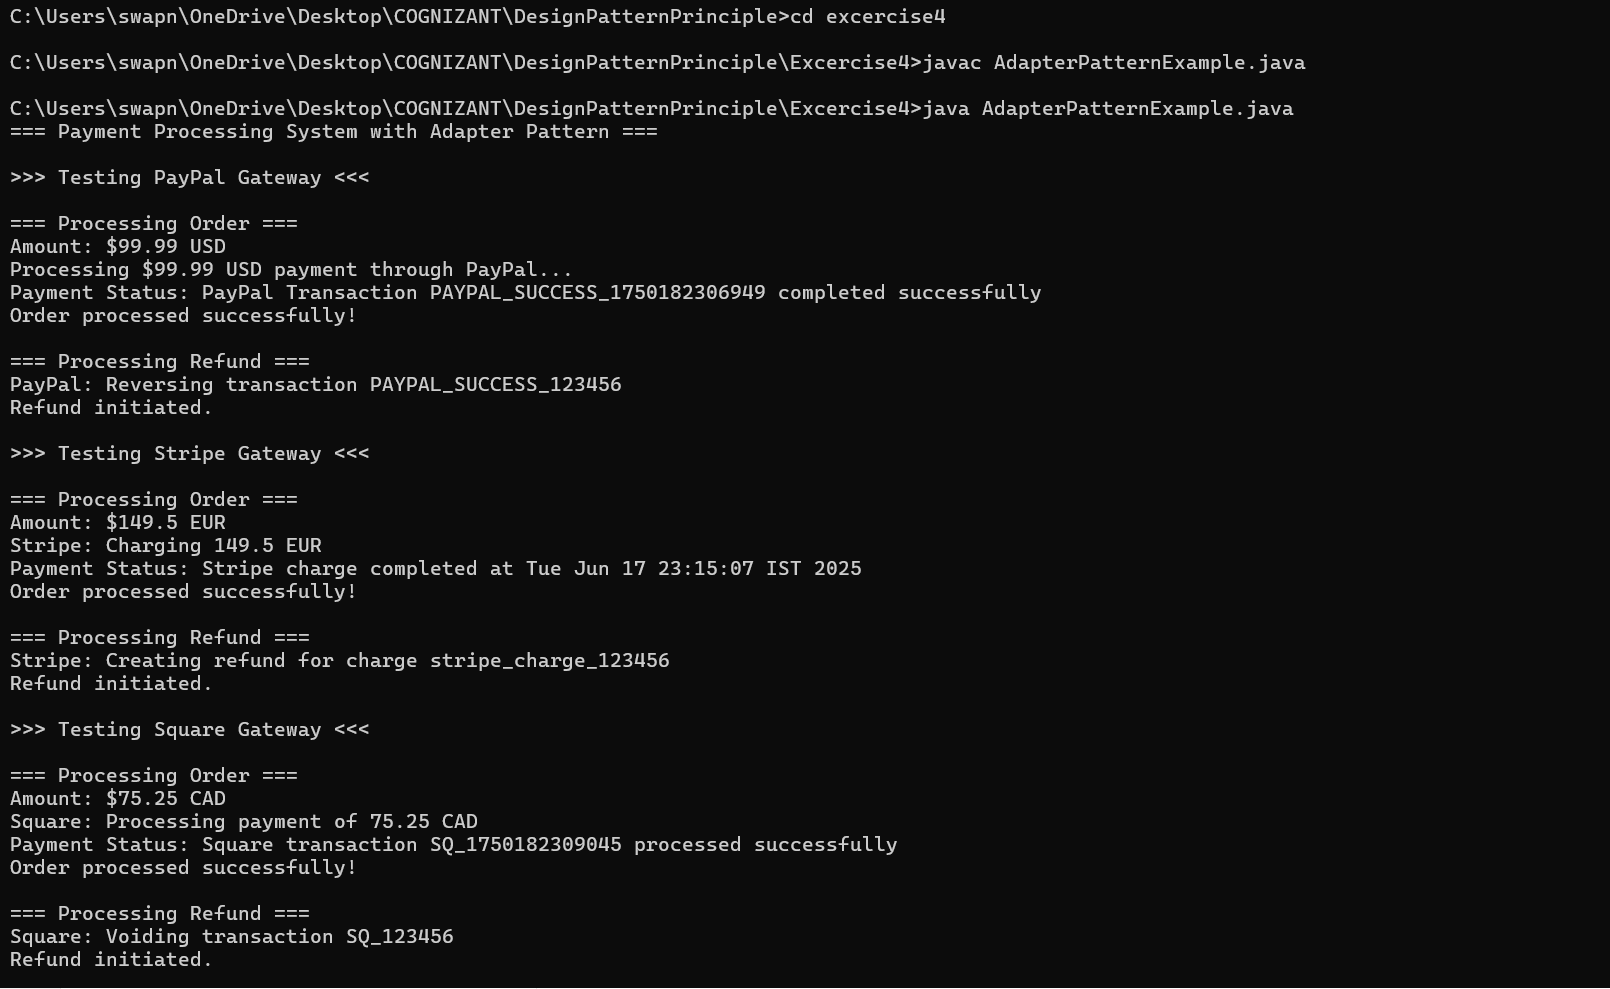 C:\Users\swapn\OneDrive\Desktop\COGNIZANT\DesignPatternPrinciple>cd excercise4
C:\Users\swapn\OneDrive\Desktop\COGNIZANT\DesignPatternPrinciple\Excercise4>javac AdapterPatternExample.java
C:\Users\swapn\OneDrive\Desktop\COGNIZANT\DesignPatternPrinciple\Excercise4>java AdapterPatternExample.java
=== Payment Processing System with Adapter Pattern ===
>>> Testing PayPal Gateway <<<
=== Processing Order ===
Amount: $99.99 USD
Processing $99.99 USD payment through PayPal...
Payment Status: PayPal Transaction PAYPAL_SUCCESS_1750182306949 completed successfully
Order processed successfully!
=== Processing Refund ===
PayPal: Reversing transaction PAYPAL_SUCCESS_123456
Refund initiated.
>>> Testing Stripe Gateway <<<
=== Processing Order ===
Amount: $149.5 EUR
Stripe: Charging 149.5 EUR
Payment Status: Stripe charge completed at Tue Jun 17 23:15:07 IST 2025
Order processed successfully!
=== Processing Refund ===
Stripe: Creating refund for charge stripe_charge_123456
Refund initiated.
>>> Testing Square Gateway <<<
=== Processing Order ===
Amount: $75.25 CAD
Square: Processing payment of 75.25 CAD
Payment Status: Square transaction SQ_1750182309045 processed successfully
Order processed successfully!
=== Processing Refund ===
Square: Voiding transaction SQ_123456
Refund initiated.